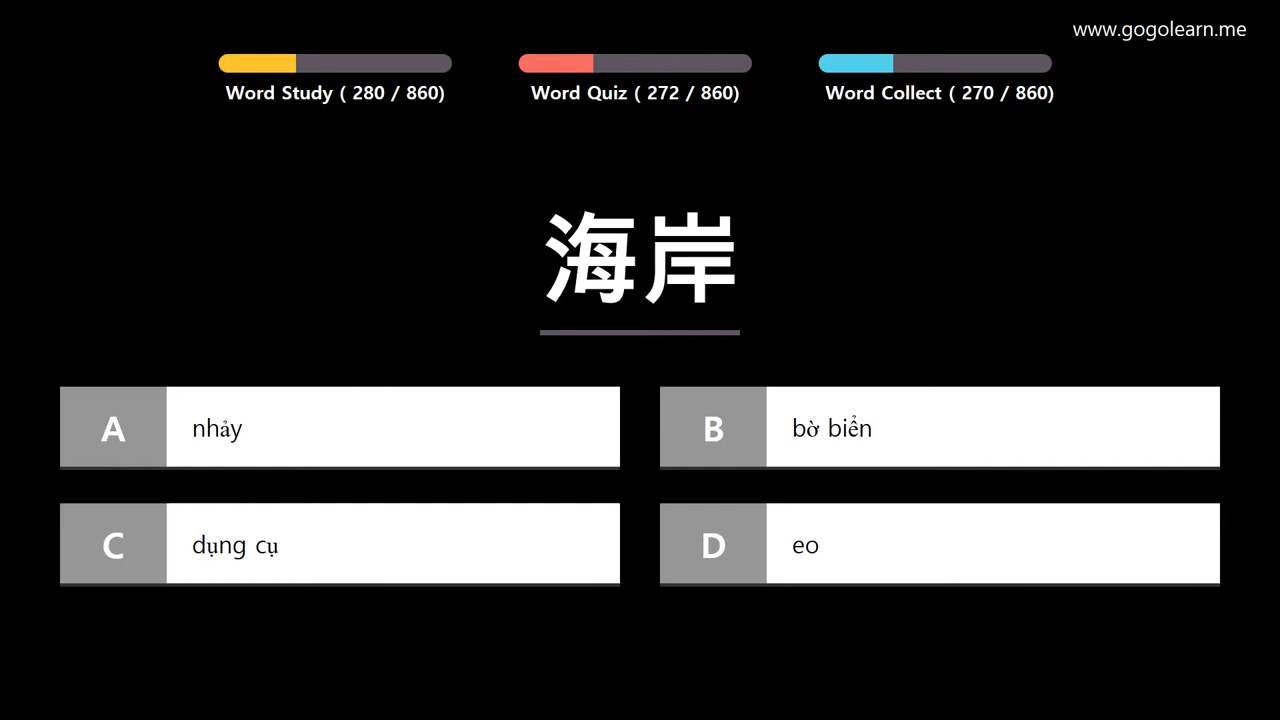 www.gogolearn.me
Word Study ( 280 / 860)
Word Quiz ( 272 / 860)
Word Collect ( 270 / 860)
海岸
A nhảy
B bờ biển
C dụng cụ
D eo